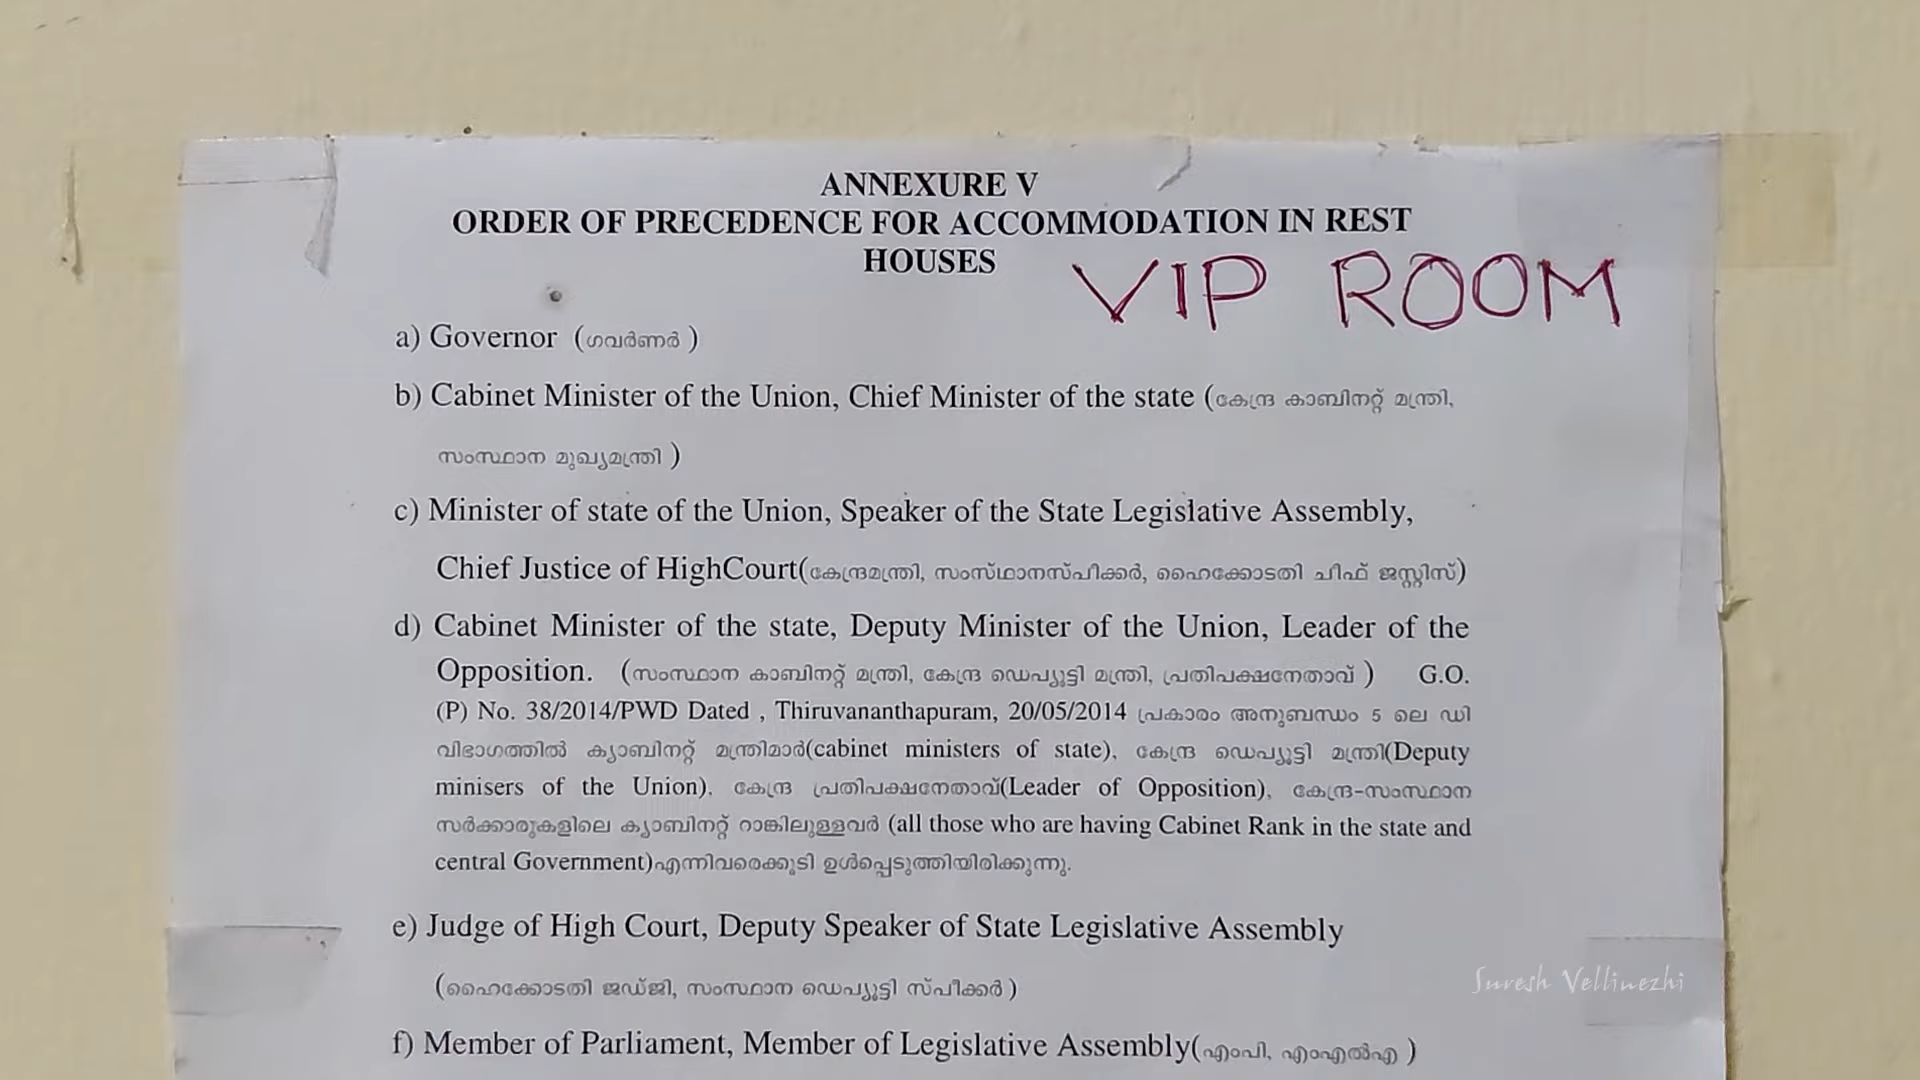 ANNEXURE V
ORDER OF PRECEDENCE FOR ACCOMMODATION IN REST
HOUSES
VIP ROOM
a) Governor (ഗവർണർ )
b) Cabinet Minister of the Union, Chief Minister of the state (കേന്ദ്ര കാബിനറ്റ് മന്ത്രി,
സംസ്ഥാന മുഖ്യമന്ത്രി )
c) Minister of state of the Union, Speaker of the State Legislative Assembly,
Chief Justice of HighCourt(കേന്ദ്രമന്ത്രി, സംസ്ഥാനസ്പീക്കർ, ഹൈക്കോടതി ചീഫ് ജസ്റ്റിസ്)
d) Cabinet Minister of the state, Deputy Minister of the Union, Leader of the
Opposition. (സംസ്ഥാന കാബിനറ്റ് മന്ത്രി, കേന്ദ്ര ഡെപ്യൂട്ടി മന്ത്രി, പ്രതിപക്ഷനേതാവ് ) G.O.
(P) No. 38/2014/PWD Dated , Thiruvananthapuram, 20/05/2014 പ്രകാരം അനുബന്ധം 5 ലെ ഡി
വിഭാഗത്തിൽ ക്യാബിനറ്റ് മന്ത്രിമാർ(cabinet ministers of state), കേന്ദ്ര ഡെപ്യൂട്ടി മന്ത്രി(Deputy
minisers of the Union), കേന്ദ്ര പ്രതിപക്ഷനേതാവ്(Leader of Opposition), കേന്ദ്ര-സംസ്ഥാന
സർക്കാരുകളിലെ ക്യാബിനറ്റ് റാങ്കിലുള്ളവർ (all those who are having Cabinet Rank in the state and
central Government)എന്നിവരെക്കൂടി ഉൾപ്പെടുത്തിയിരിക്കുന്നു.
e) Judge of High Court, Deputy Speaker of State Legislative Assembly
(ഹൈക്കോടതി ജഡ്ജി, സംസ്ഥാന ഡെപ്യൂട്ടി സ്പീക്കർ )
Suresh Vellinezhi
f) Member of Parliament, Member of Legislative Assembly(എംപി, എംഎൽഎ )